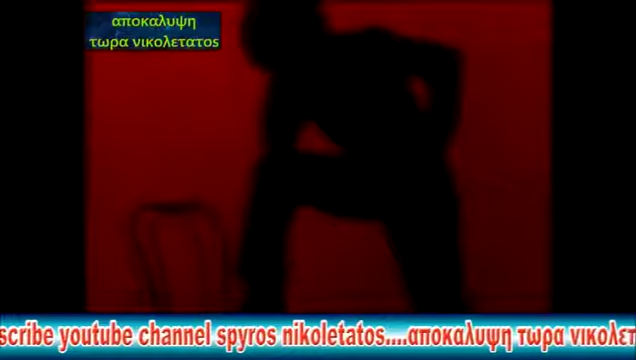 αποκαλυψη
τωρα νικολετατος
scribe youtube channel spyros nikoletatos....αποκαλυψη τωρα νικολετ